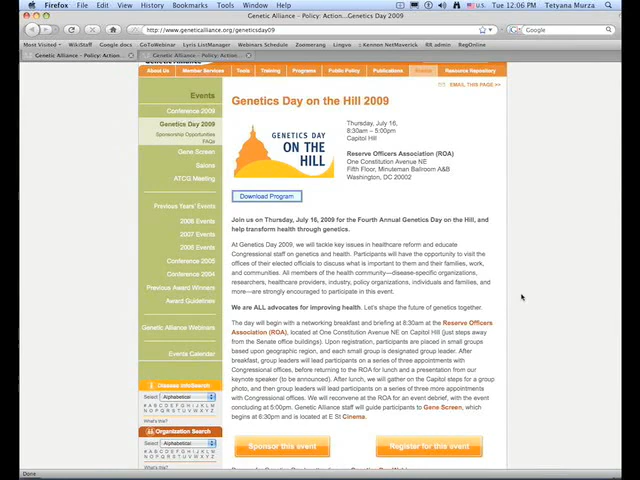 Firefox File Edit View History Bookmarks Tools Window Help
Tue 12:06 PM Tetyana Murza
Genetic Alliance - Policy: Action...Genetics Day 2009
http://www.geneticalliance.org/geneticsday09
Google
Most Visited WikiStaff Google.docs GoToWebinar Lyris ListManager Webinars Schedule Zoomerang Lingvo :: Kenner NetMaverick RR admin RegOnline
Genetic Alliance - Policy: Action...
Genetic Alliance - Policy: Action...
About Us Member Services Tools Training Programs Public Policy Publications Events Resource Repository
EMAIL THIS PAGE >>
Events
Conference 2009
Genetics Day 2009
Sponsorship Opportunities
FAQs
Gene Screen
Salons
ATCG Meeting
Previous Years' Events
2008 Events
2007 Events
2006 Events
Conference 2005
Conference 2004
Previous Award Winners
Award Guidelines
Genetic Alliance Webinars
Events Calendar
Disease InfoSearch
Select Alphabetical
# A B C D E F G H I J K L M
N O P Q R S T U V W X Y Z
What's this?
Organization Search
Select Alphabetical
# A B C D E F G H I J K L M
N O P Q R S T U V W X Y Z
What's this?
Genetics Day on the Hill 2009
GENETICS DAY
ON THE
HILL
Thursday, July 16,
8:30am – 5:00pm
Capitol Hill
Reserve Officers Association (ROA)
One Constitution Avenue NE
Fifth Floor, Minuteman Ballroom A&B
Washington, DC 20002
Download Program
Join us on Thursday, July 16, 2009 for the Fourth Annual Genetics Day on the Hill, and
help transform health through genetics.
At Genetics Day 2009, we will tackle key issues in healthcare reform and educate
Congressional staff on genetics and health. Participants will have the opportunity to visit the
offices of their elected officials to discuss what is important to them and their families, work,
and communities. All members of the health community—disease-specific organizations,
researchers, healthcare providers, industry, policy organizations, individuals and families, and
more—are strongly encouraged to participate in this event.
We are ALL advocates for improving health. Let's shape the future of genetics together.
The day will begin with a networking breakfast and briefing at 8:30am at the Reserve Officers
Association (ROA), located at One Constitution Avenue NE on Capitol Hill (just steps away
from the Senate office buildings). Upon registration, participants are placed in small groups
based upon geographic region, and each small group is designated group leader. After
breakfast, group leaders will lead participants on a series of three appointments with
Congressional offices, before returning to the ROA for lunch and a presentation from our
keynote speaker (to be announced). After lunch, we will gather on the Capitol steps for a group
photo, and then group leaders will lead participants on a series of three more appointments
with Congressional offices. We will reconvene at the ROA for an event debrief, with the event
concluding at 5:00pm. Genetic Alliance staff will guide participants to Gene Screen, which
begins at 6:30pm and is located at E St Cinema.
Sponsor this event
Register for this event
Done